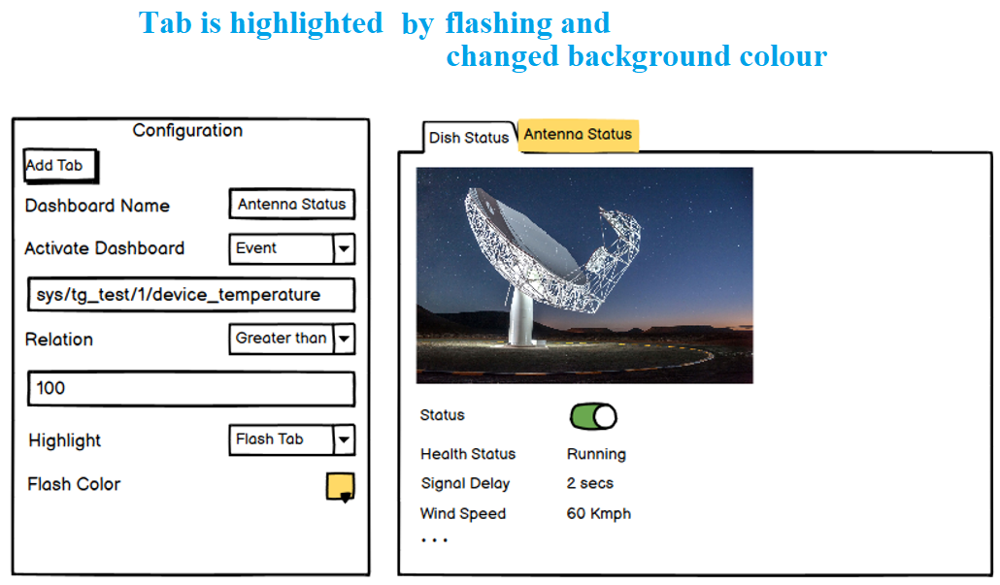 Tab is highlighted by flashing and
changed background colour
Configuration
Add Tab
Dashboard Name Antenna Status
Activate Dashboard Event
sys/tg_test/1/device_temperature
Relation Greater than
100
Highlight Flash Tab
Flash Color
Dish Status Antenna Status
Status
Health Status Running
Signal Delay 2 secs
Wind Speed 60 Kmph
...